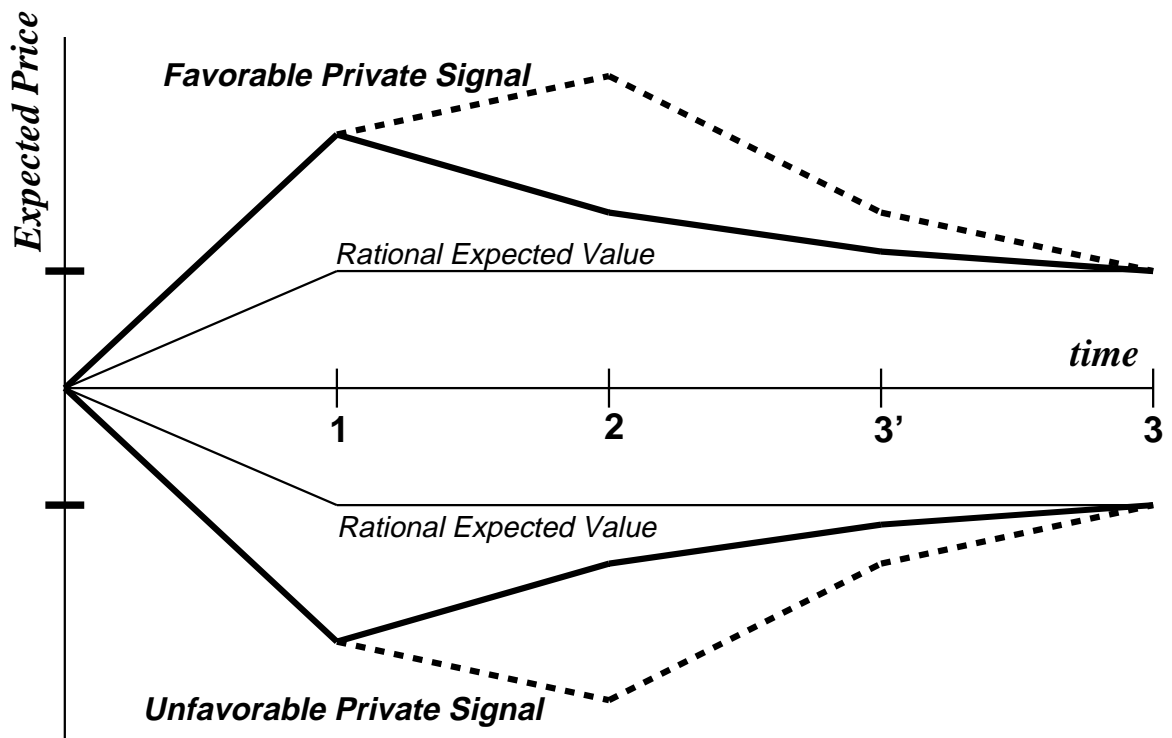 Expected Price
Favorable Private Signal
Rational Expected Value
time
1 2 3’ 3
Rational Expected Value
Unfavorable Private Signal